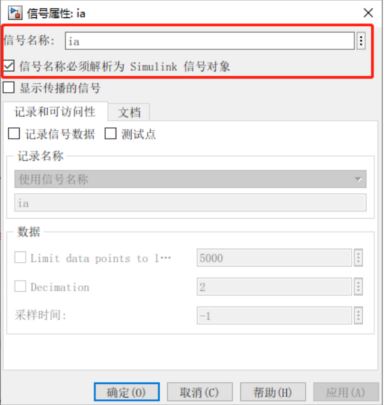 信号属性: ia
信号名称: ia
信号名称必须解析为 Simulink 信号对象
显示传播的信号
记录和可访问性 文档
记录信号数据 测试点
记录名称
使用信号名称
ia
数据
Limit data points to l… 5000
Decimation 2
采样时间: -1
确定(O) 取消(C) 帮助(H) 应用(A)